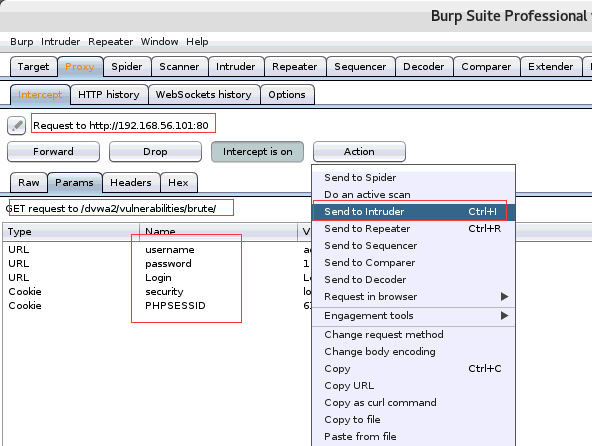 Burp Suite Professional
Burp Intruder Repeater Window Help
Target Proxy Spider Scanner Intruder Repeater Sequencer Decoder Comparer Extender
Intercept HTTP history WebSockets history Options
Request to http://192.168.56.101:80
Forward Drop Intercept is on Action
Raw Params Headers Hex
GET request to /dvwa2/vulnerabilities/brute/
Type Name V
URL username
URL password 1
URL Login
Cookie security
Cookie PHPSESSID
Send to Spider
Do an active scan
Send to Intruder Ctrl+I
Send to Repeater Ctrl+R
Send to Sequencer
Send to Comparer
Send to Decoder
Request in browser
Engagement tools
Change request method
Change body encoding
Copy Ctrl+C
Copy URL
Copy as curl command
Copy to file
Paste from file